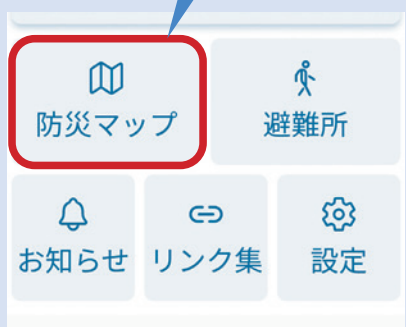 防災マップ
避難所
お知らせ
リンク集
設定